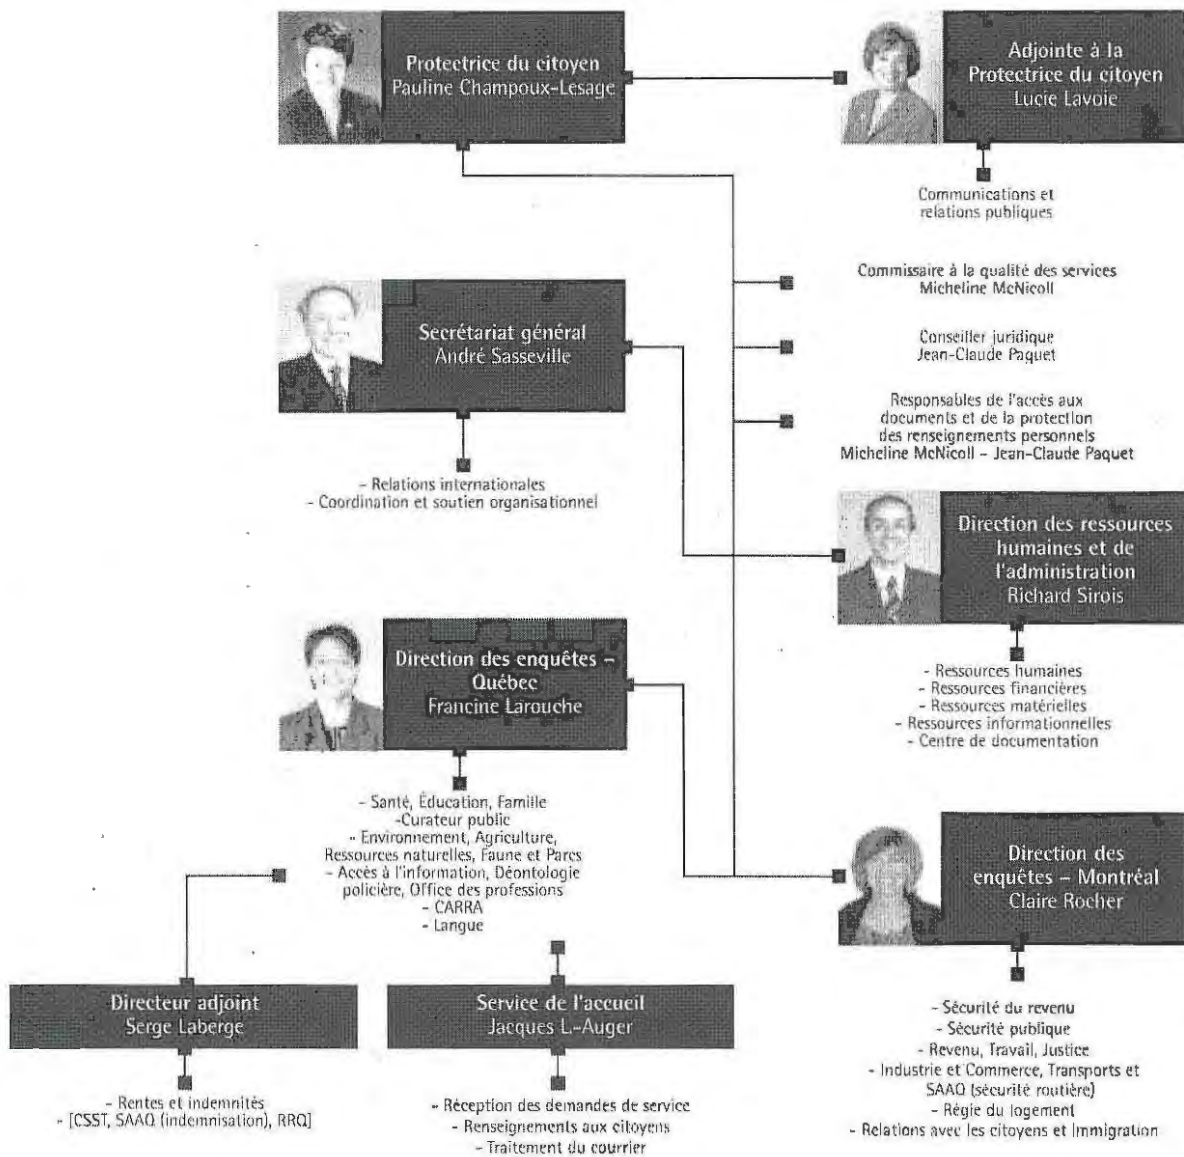 Protectrice du citoyen
Pauline Champoux-Lesage
Adjointe à la
Protectrice du citoyen
Lucie Lavoie
Communications et
relations publiques
Commissaire à la qualité des services
Micheline McNicoll
Conseiller juridique
Jean-Claude Paquet
Responsables de l'accès aux
documents et de la protection
des renseignements personnels
Micheline McNicoll – Jean-Claude Paquet
Secrétariat général
André Sasseville
- Relations internationales
- Coordination et soutien organisationnel
Direction des ressources
humaines et de
l'administration
Richard Sirois
- Ressources humaines
- Ressources financières
- Ressources matérielles
- Ressources informationnelles
- Centre de documentation
Direction des enquêtes –
Québec
Francine Larouche
- Santé, Éducation, Famille
-Curateur public
- Environnement, Agriculture,
Ressources naturelles, Faune et Parcs
- Accès à l'information, Déontologie
policière, Office des professions
- CARRA
- Langue
Direction des
enquêtes – Montréal
Claire Rocher
- Sécurité du revenu
- Sécurité publique
- Revenu, Travail, Justice
- Industrie et Commerce, Transports et
SAAQ (sécurité routière)
- Régie du logement
- Relations avec les citoyens et Immigration
Directeur adjoint
Serge Laberge
- Rentes et indemnités
- [CSST, SAAQ (indemnisation), RRQ]
Service de l'accueil
Jacques L.-Auger
- Réception des demandes de service
- Renseignements aux citoyens
- Traitement du courrier